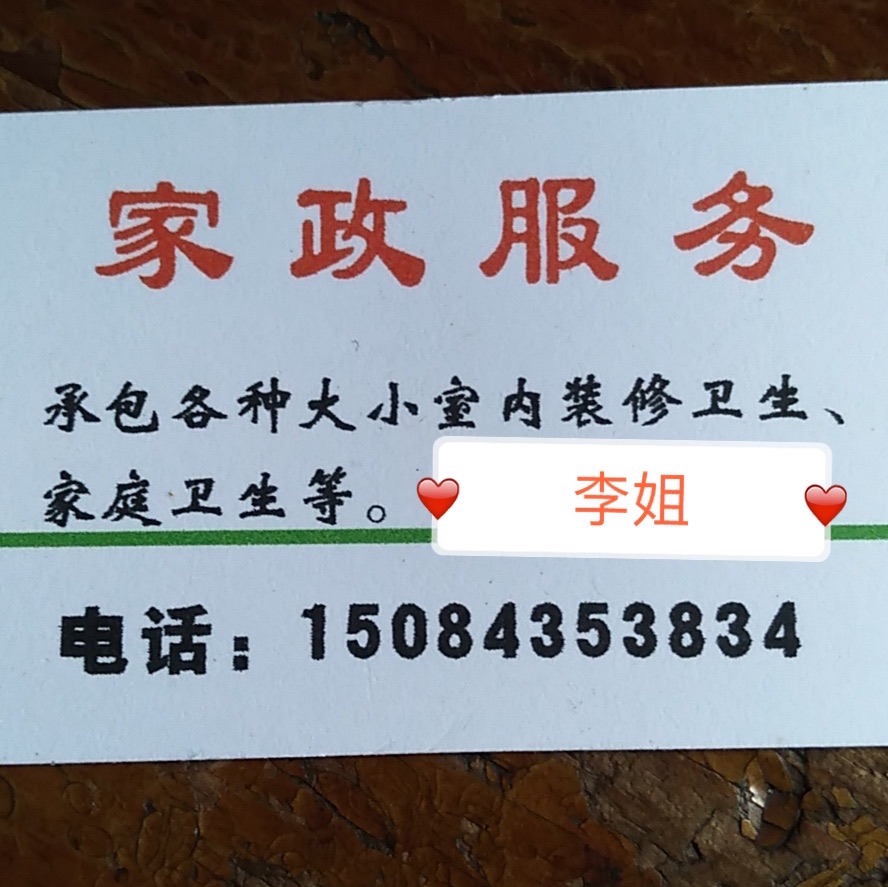 家政服务
承包各种大小室内装修卫生、
家庭卫生等。
李姐
电话：15084353834